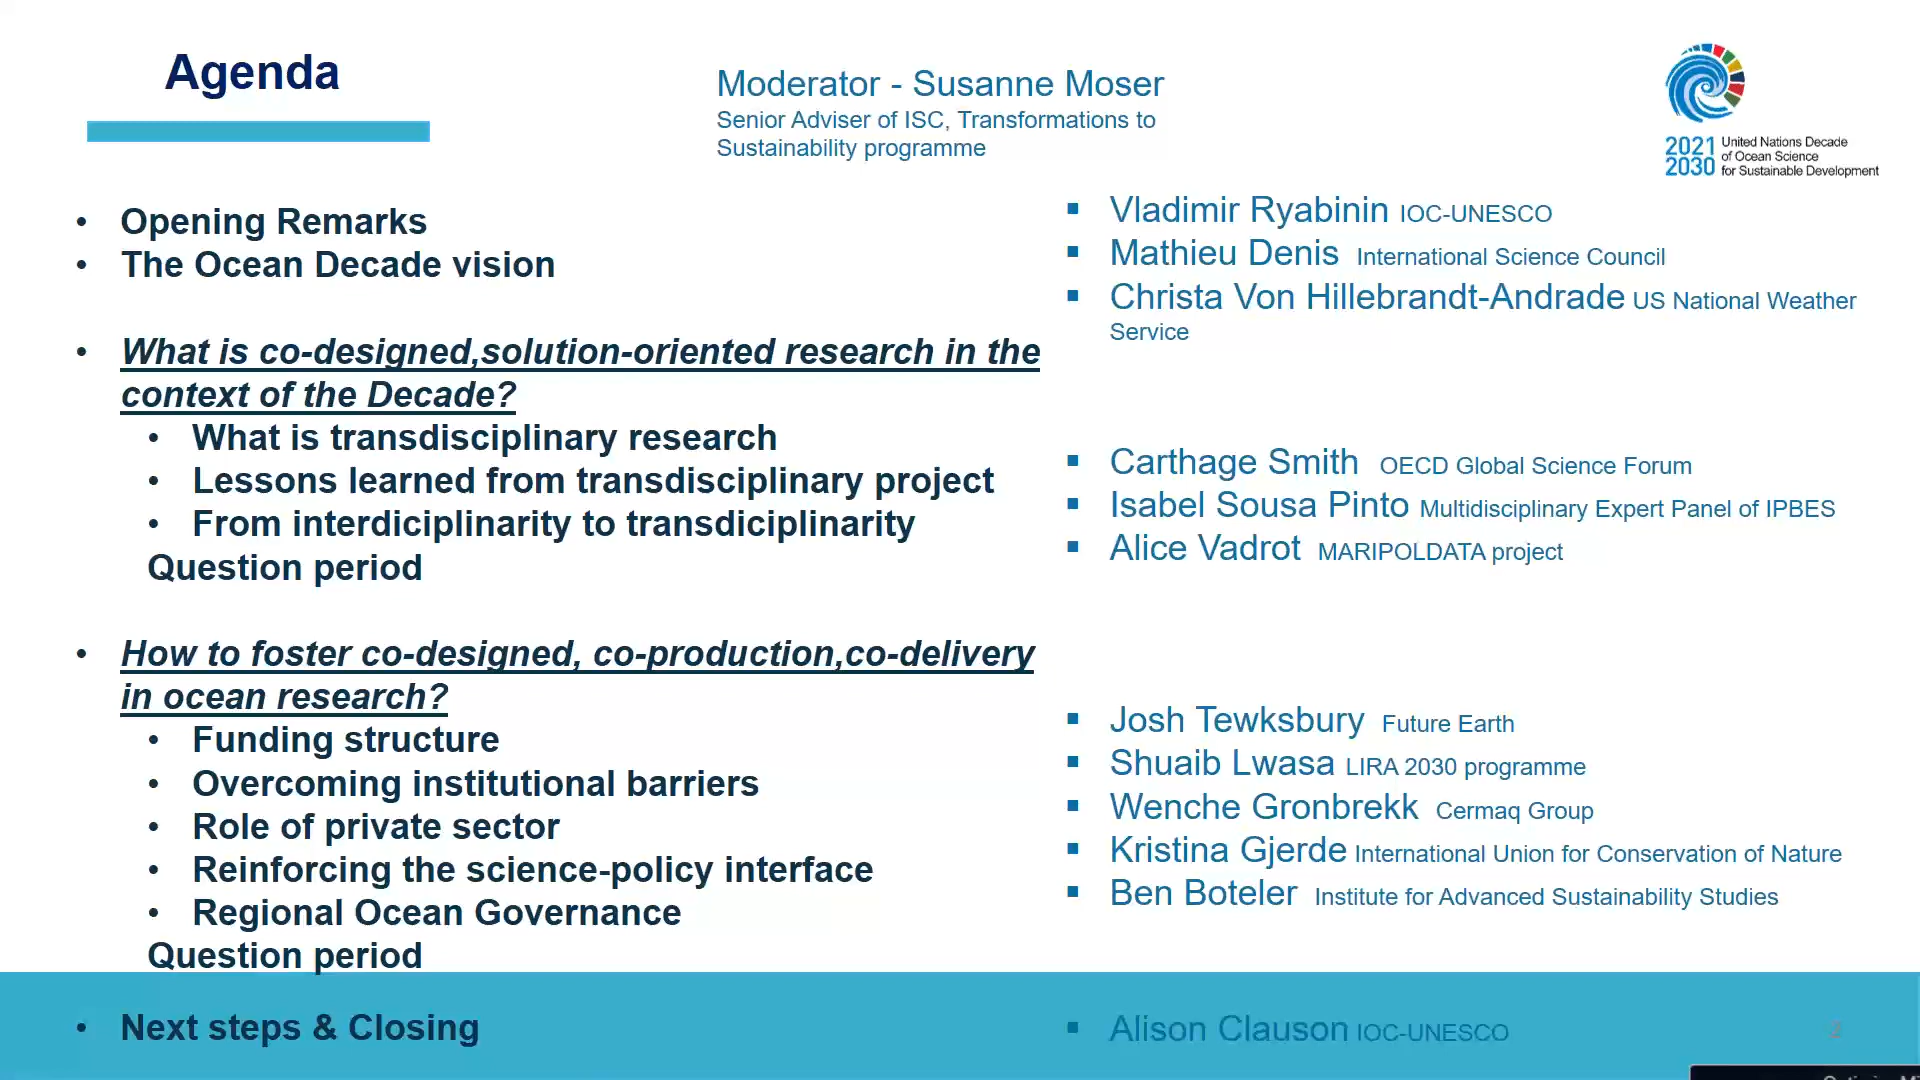 Agenda
Moderator - Susanne Moser
Senior Adviser of ISC, Transformations to
Sustainability programme
2021
2030
United Nations Decade
of Ocean Science
for Sustainable Development
• Opening Remarks
• The Ocean Decade vision
• What is co-designed,solution-oriented research in the
context of the Decade?
• What is transdisciplinary research
• Lessons learned from transdisciplinary project
• From interdiciplinarity to transdiciplinarity
Question period
• How to foster co-designed, co-production,co-delivery
in ocean research?
• Funding structure
• Overcoming institutional barriers
• Role of private sector
• Reinforcing the science-policy interface
• Regional Ocean Governance
Question period
• Next steps & Closing
▪ Vladimir Ryabinin IOC-UNESCO
▪ Mathieu Denis International Science Council
▪ Christa Von Hillebrandt-Andrade US National Weather
Service
▪ Carthage Smith OECD Global Science Forum
▪ Isabel Sousa Pinto Multidisciplinary Expert Panel of IPBES
▪ Alice Vadrot MARIPOLDATA project
▪ Josh Tewksbury Future Earth
▪ Shuaib Lwasa LIRA 2030 programme
▪ Wenche Gronbrekk Cermaq Group
▪ Kristina Gjerde International Union for Conservation of Nature
▪ Ben Boteler Institute for Advanced Sustainability Studies
▪ Alison Clauson IOC-UNESCO